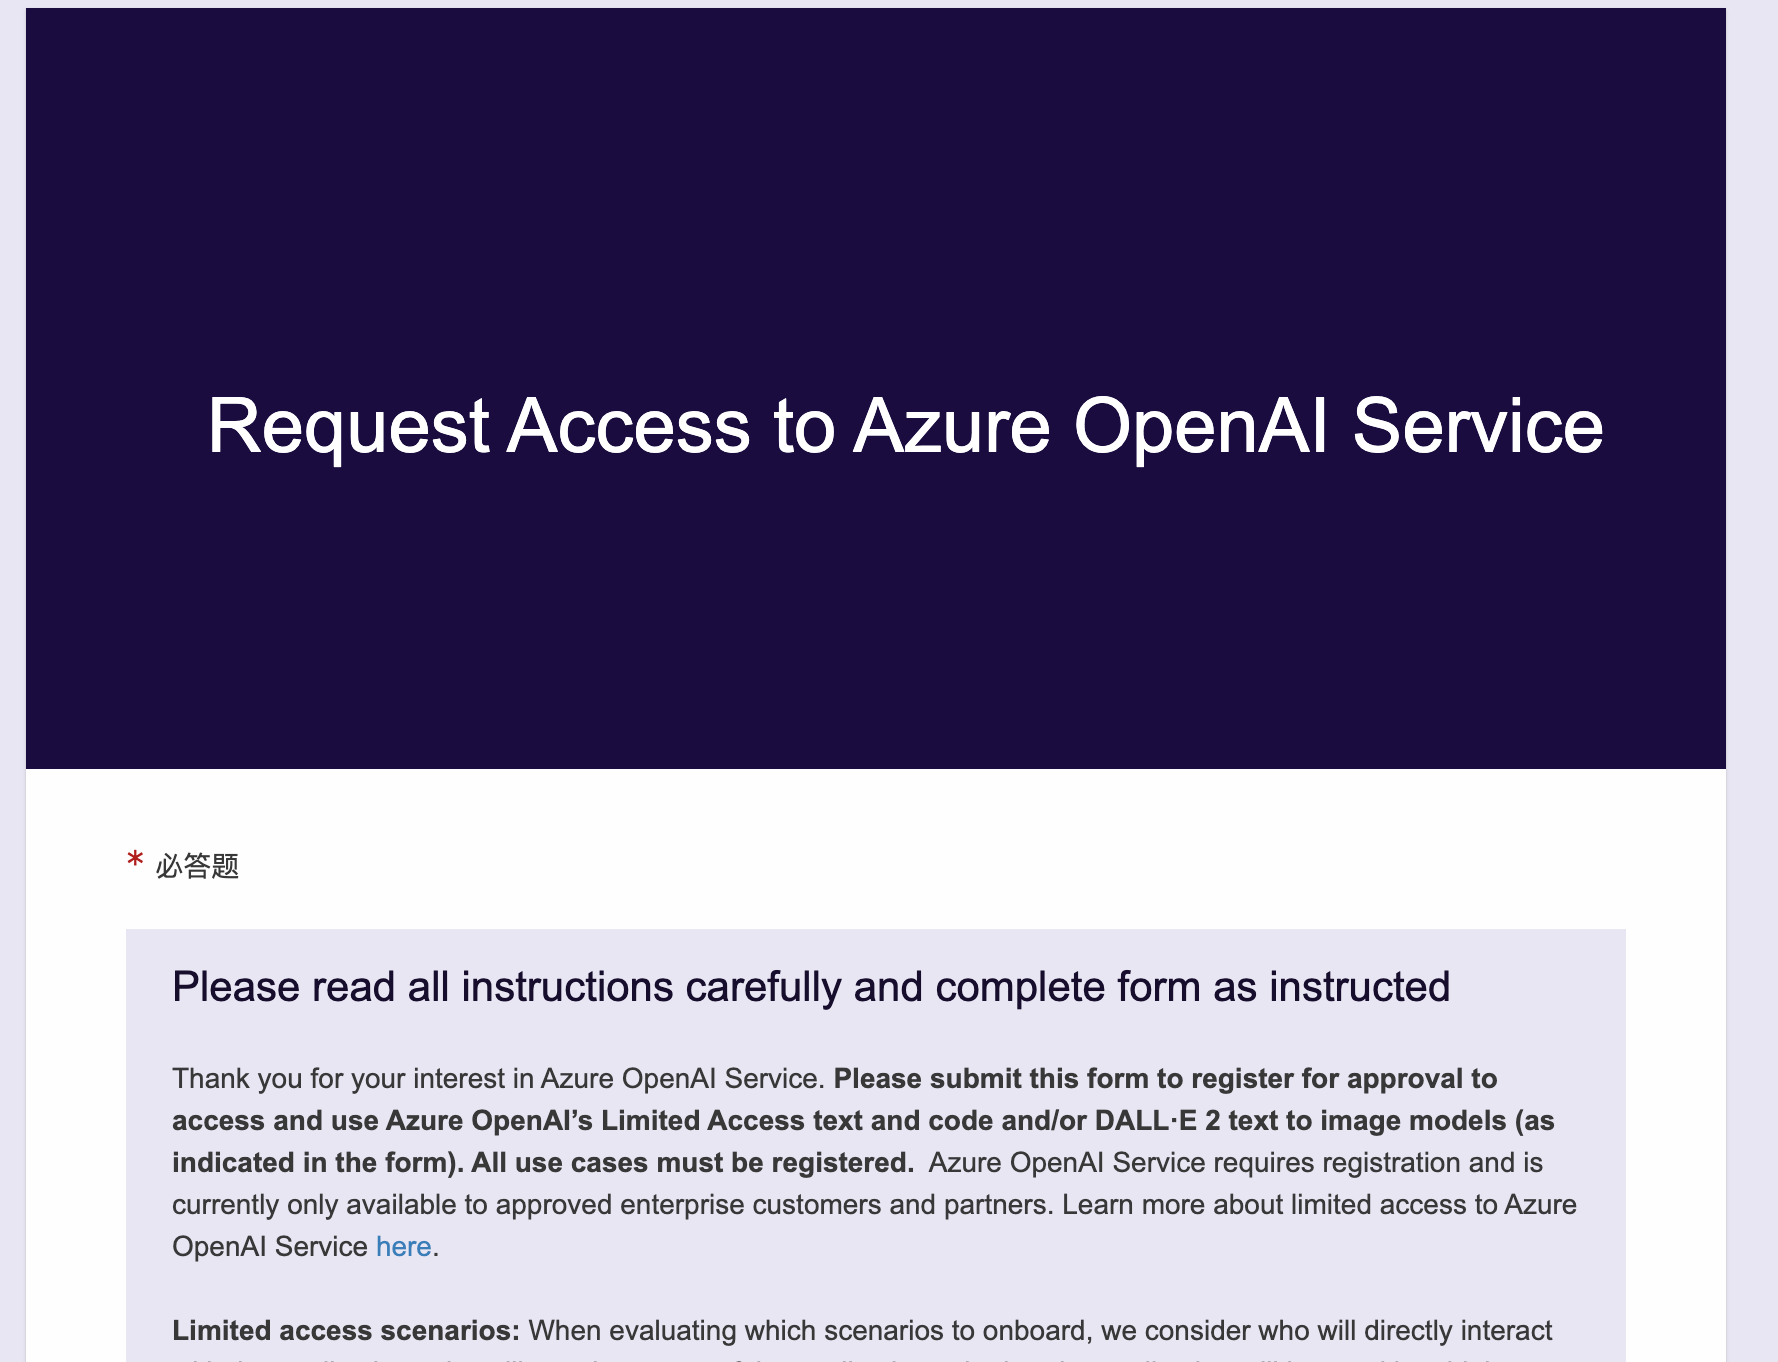 Request Access to Azure OpenAI Service
* 必答题
Please read all instructions carefully and complete form as instructed
Thank you for your interest in Azure OpenAI Service. Please submit this form to register for approval to
access and use Azure OpenAI’s Limited Access text and code and/or DALL·E 2 text to image models (as
indicated in the form). All use cases must be registered.  Azure OpenAI Service requires registration and is
currently only available to approved enterprise customers and partners. Learn more about limited access to Azure
OpenAI Service here.
Limited access scenarios: When evaluating which scenarios to onboard, we consider who will directly interact